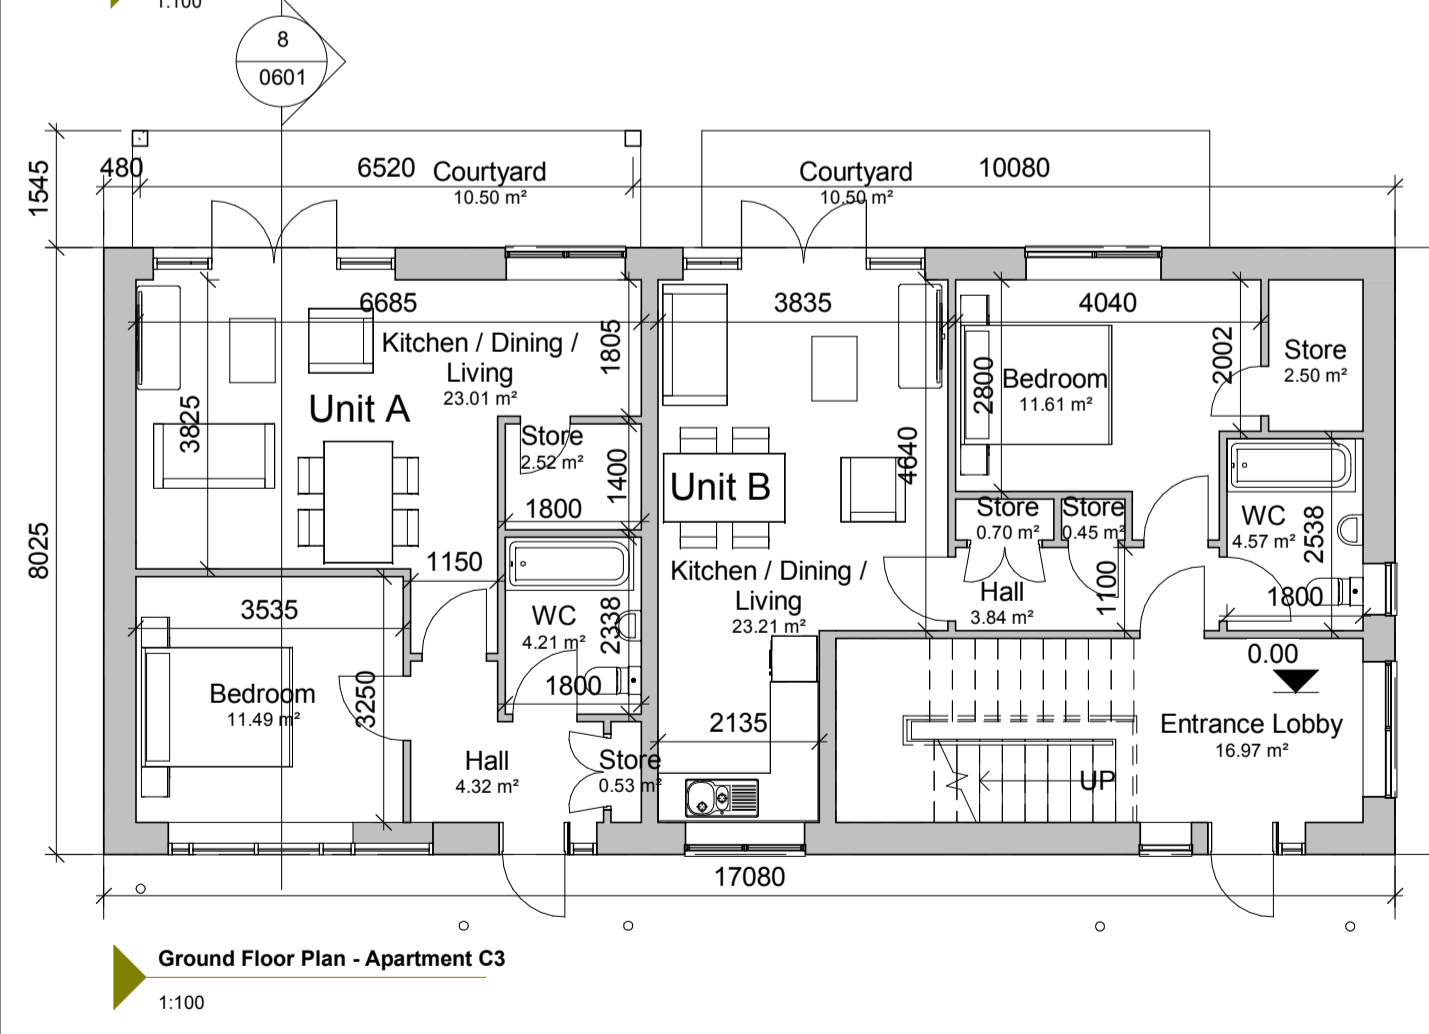 1:100
8
0601
1545
480
6520
Courtyard
10.50 m²
Courtyard
10.50 m²
10080
6685
3835
4040
Kitchen / Dining /
Living
23.01 m²
1805
2002
Store
2.50 m²
2800
Bedroom
11.61 m²
Unit A
3825
Store
2.52 m²
1400
1800
4640
Unit B
Store
0.70 m²
Store
0.45 m²
WC
4.57 m²
2538
8025
1150
Kitchen / Dining /
Living
23.21 m²
Hall
3.84 m²
1100
1800
3535
WC
4.21 m²
2338
1800
0.00
Bedroom
11.49 m²
3250
2135
Entrance Lobby
16.97 m²
Hall
4.32 m²
Store
0.53 m²
UP
17080
Ground Floor Plan - Apartment C3
1:100